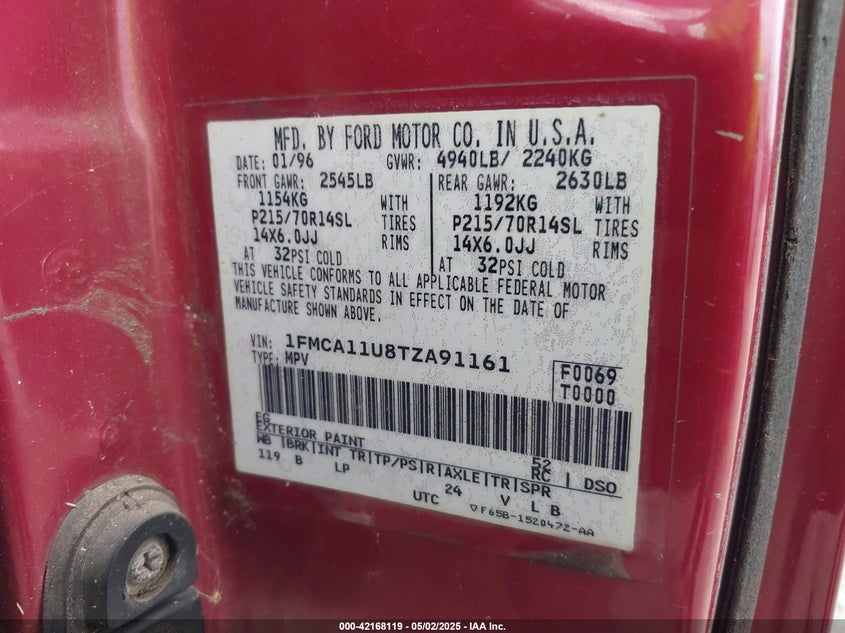 MFD. BY FORD MOTOR CO. IN U.S.A.
DATE: 01/96 GVWR: 4940LB/ 2240KG
FRONT GAWR: 2545LB REAR GAWR: 2630LB
1154KG WITH 1192KG WITH
P215/70R14SL TIRES P215/70R14SL TIRES
14X6.0JJ RIMS 14X6.0JJ RIMS
AT 32PSI COLD AT 32PSI COLD
THIS VEHICLE CONFORMS TO ALL APPLICABLE FEDERAL MOTOR
VEHICLE SAFETY STANDARDS IN EFFECT ON THE DATE OF
MANUFACTURE SHOWN ABOVE.
VIN: 1FMCA11U8TZA91161
TYPE: MPV
F0069
T0000
EG 52
EXTERIOR PAINT RC DSO
WB BRK INT TR TP/PS R AXLE TR SPR
119 B LP 24 V L B
UTC ▽F65B-1520472-AA
000-42168119 - 05/02/2025 - IAA Inc.